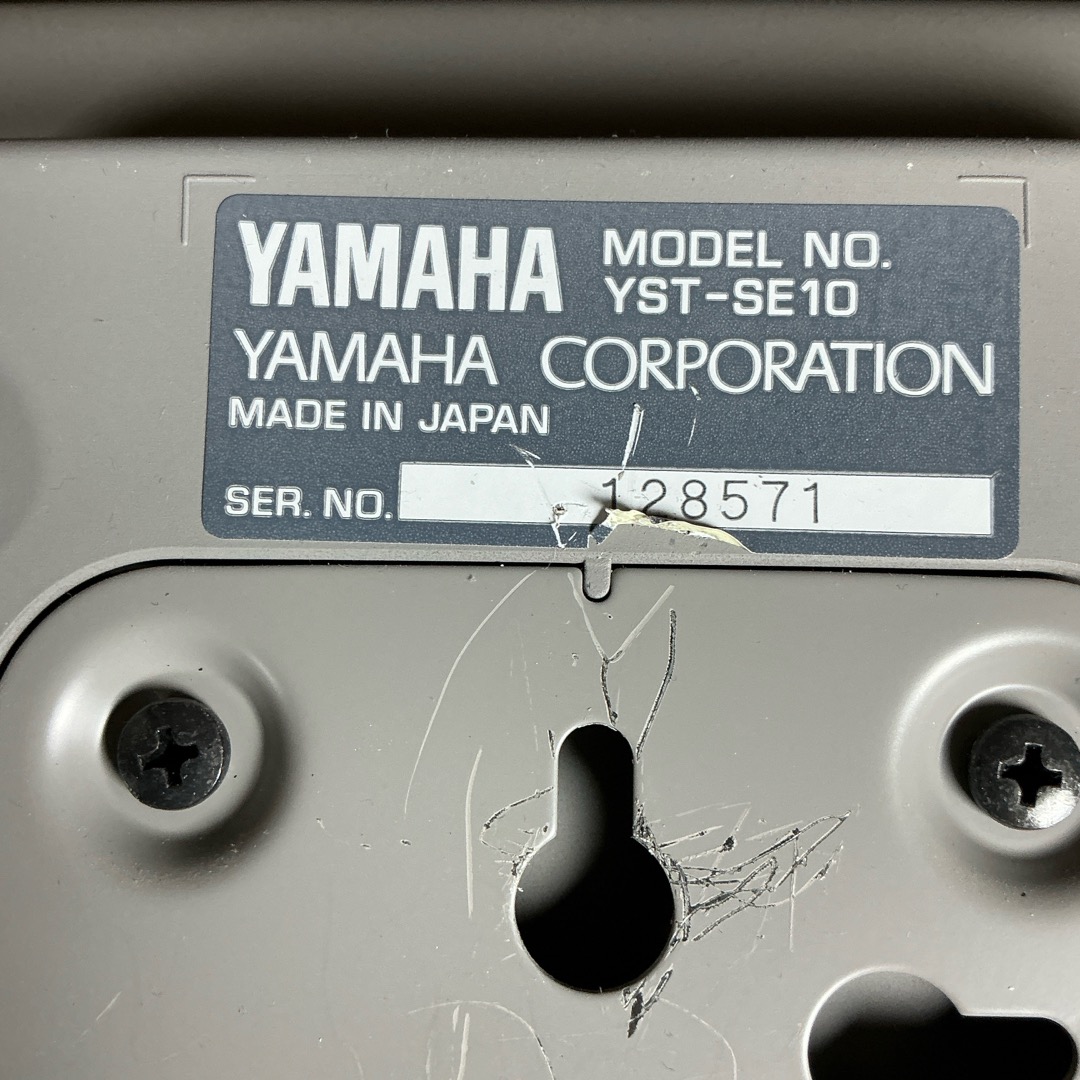 YAMAHA MODEL NO.
YST-SE10
YAMAHA CORPORATION
MADE IN JAPAN
SER. NO. 128571